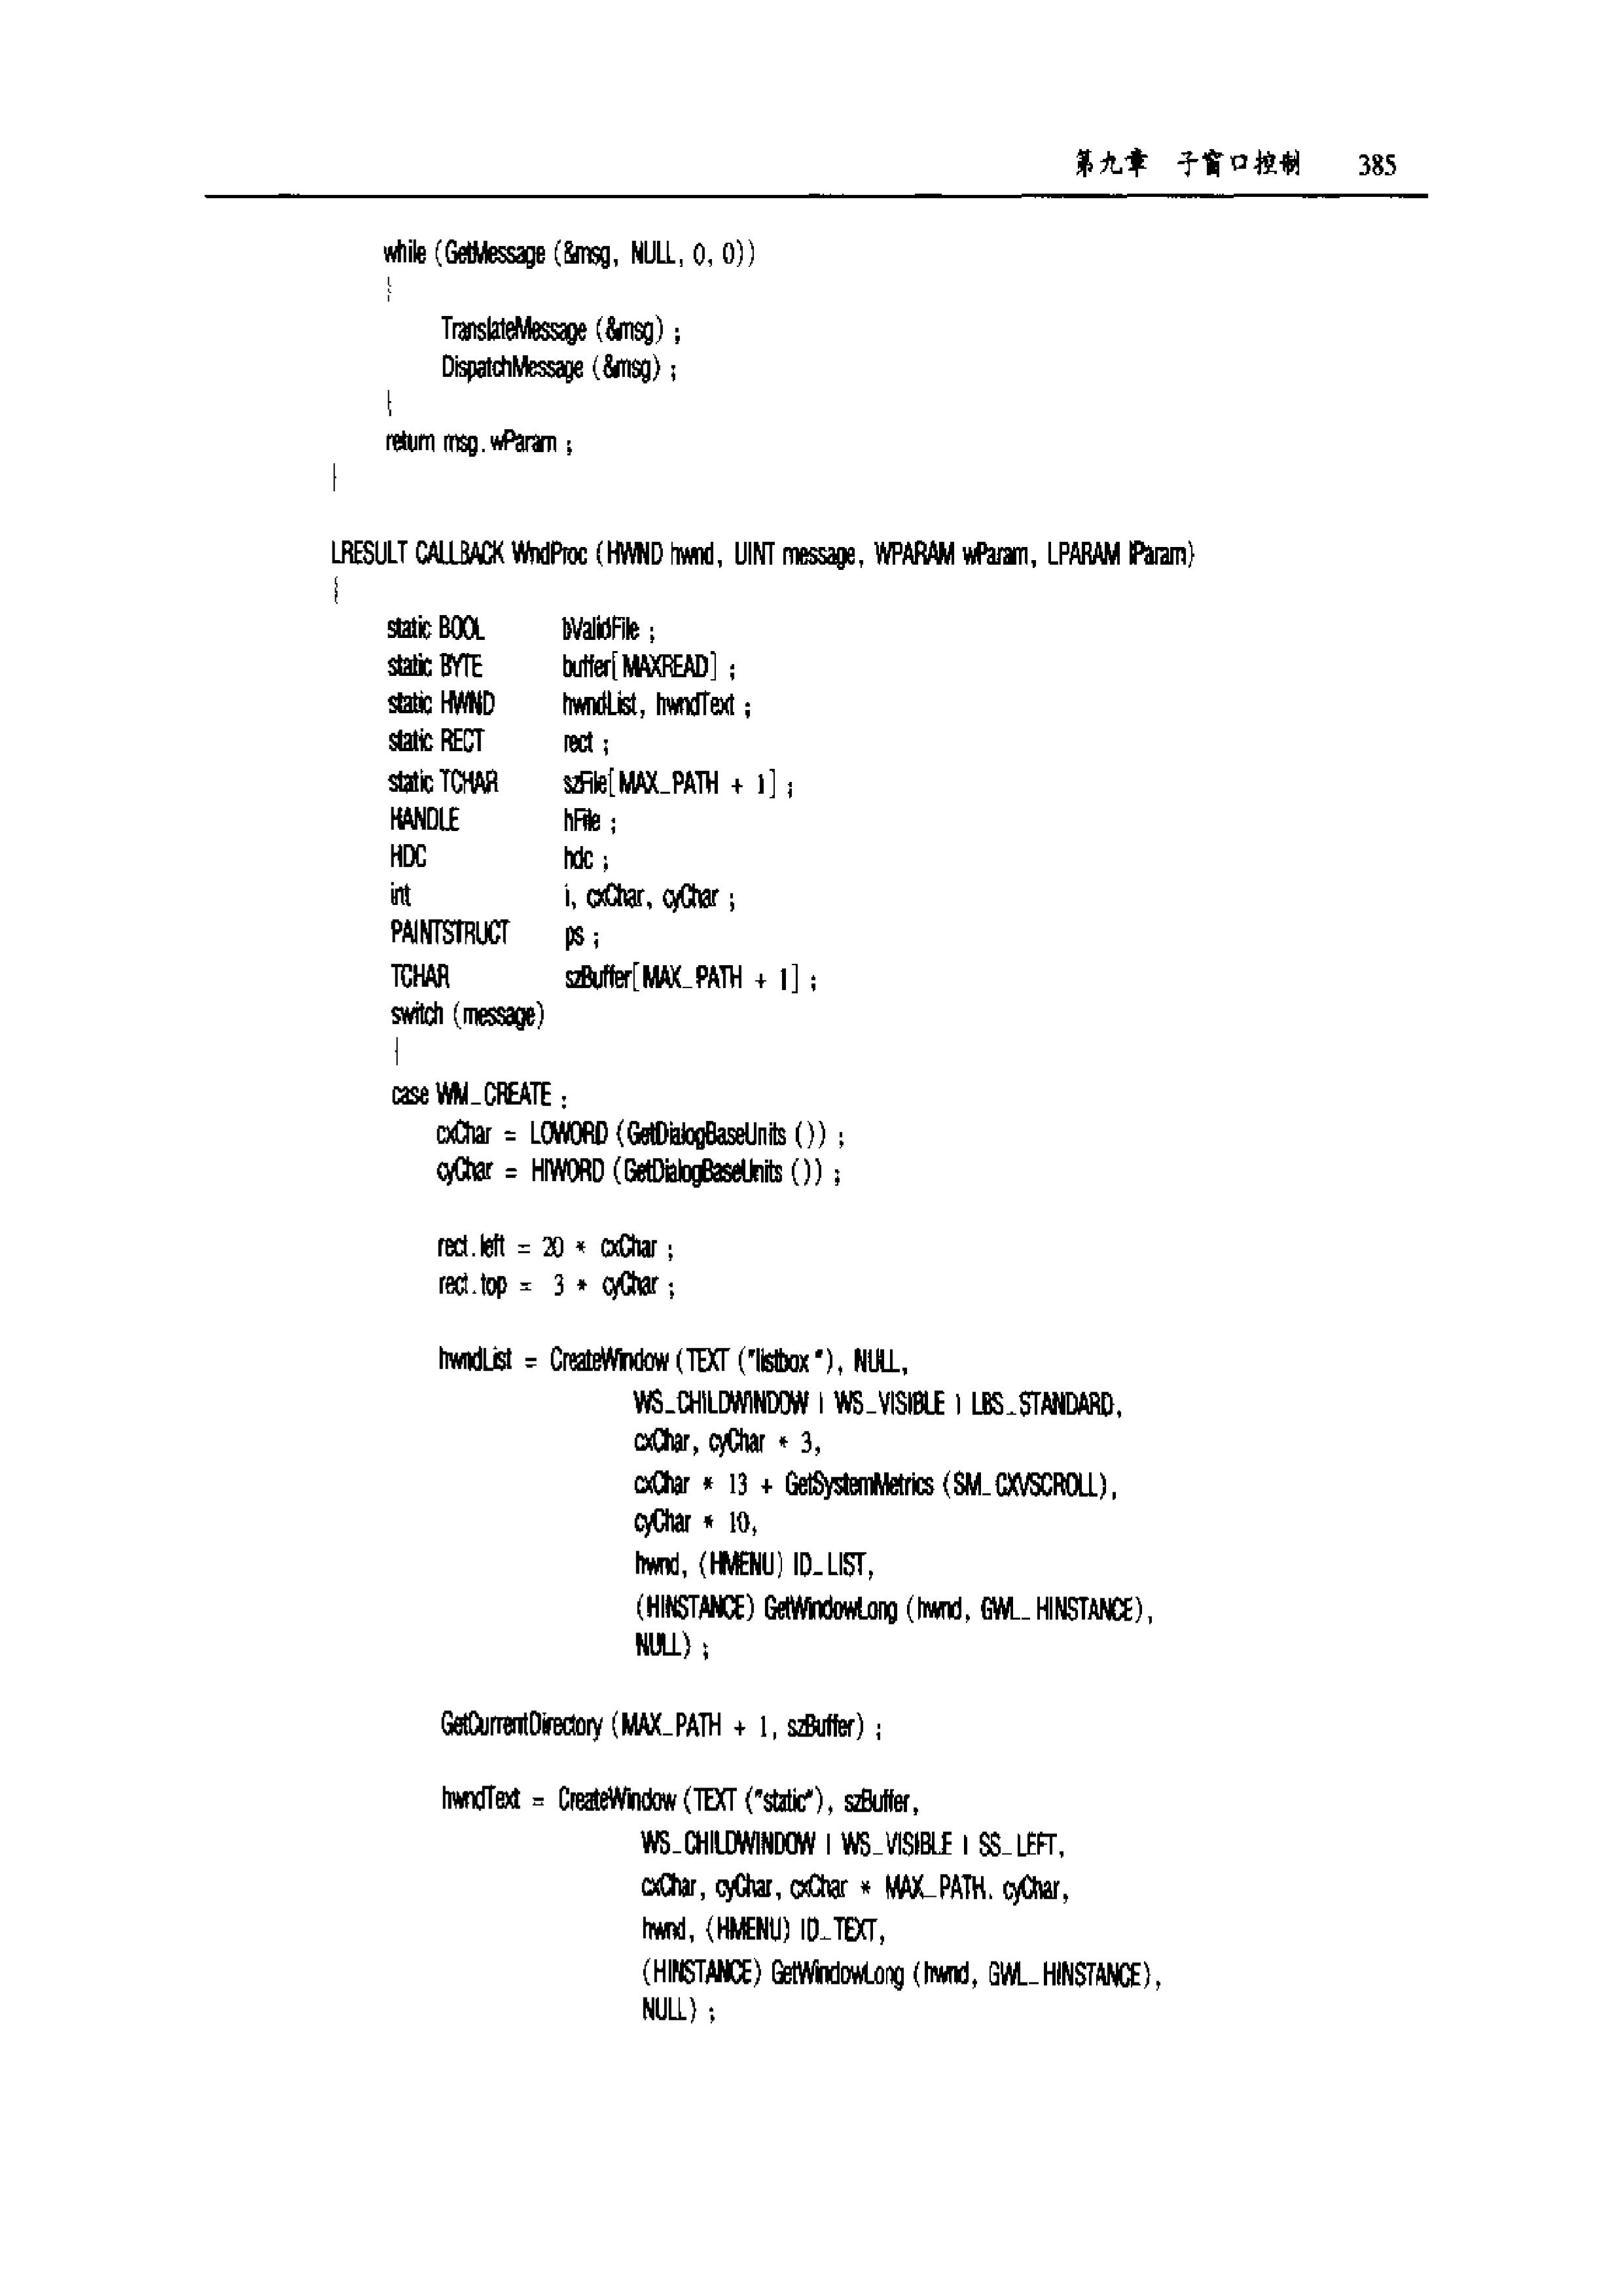 第九章 子窗口控制 385
while (GetMessage (&msg, NULL, 0, 0))
{
TranslateMessage (&msg) ;
DispatchMessage (&msg) ;
}
return msg.wParam ;
}
LRESULT CALLBACK WndProc (HWND hwnd, UINT message, WPARAM wParam, LPARAM lParam)
{
static BOOL bValidFile ;
static BYTE buffer[MAXREAD] ;
static HWND hwndList, hwndText ;
static RECT rect ;
static TCHAR szFile[MAX_PATH + 1] ;
HANDLE hFile ;
HDC hdc ;
int i, cxChar, cyChar ;
PAINTSTRUCT ps ;
TCHAR szBuffer[MAX_PATH + 1] ;
switch (message)
{
case WM_CREATE :
cxChar = LOWORD (GetDialogBaseUnits ()) ;
cyChar = HIWORD (GetDialogBaseUnits ()) ;
rect.left = 20 * cxChar ;
rect.top = 3 * cyChar ;
hwndList = CreateWindow (TEXT ("listbox"), NULL,
WS_CHILDWINDOW | WS_VISIBLE | LBS_STANDARD,
cxChar, cyChar * 3,
cxChar * 13 + GetSystemMetrics (SM_CXVSCROLL),
cyChar * 10,
hwnd, (HMENU) ID_LIST,
(HINSTANCE) GetWindowLong (hwnd, GWL_HINSTANCE),
NULL) ;
GetCurrentDirectory (MAX_PATH + 1, szBuffer) ;
hwndText = CreateWindow (TEXT ("static"), szBuffer,
WS_CHILDWINDOW | WS_VISIBLE | SS_LEFT,
cxChar, cyChar, cxChar * MAX_PATH, cyChar,
hwnd, (HMENU) ID_TEXT,
(HINSTANCE) GetWindowLong (hwnd, GWL_HINSTANCE),
NULL) ;